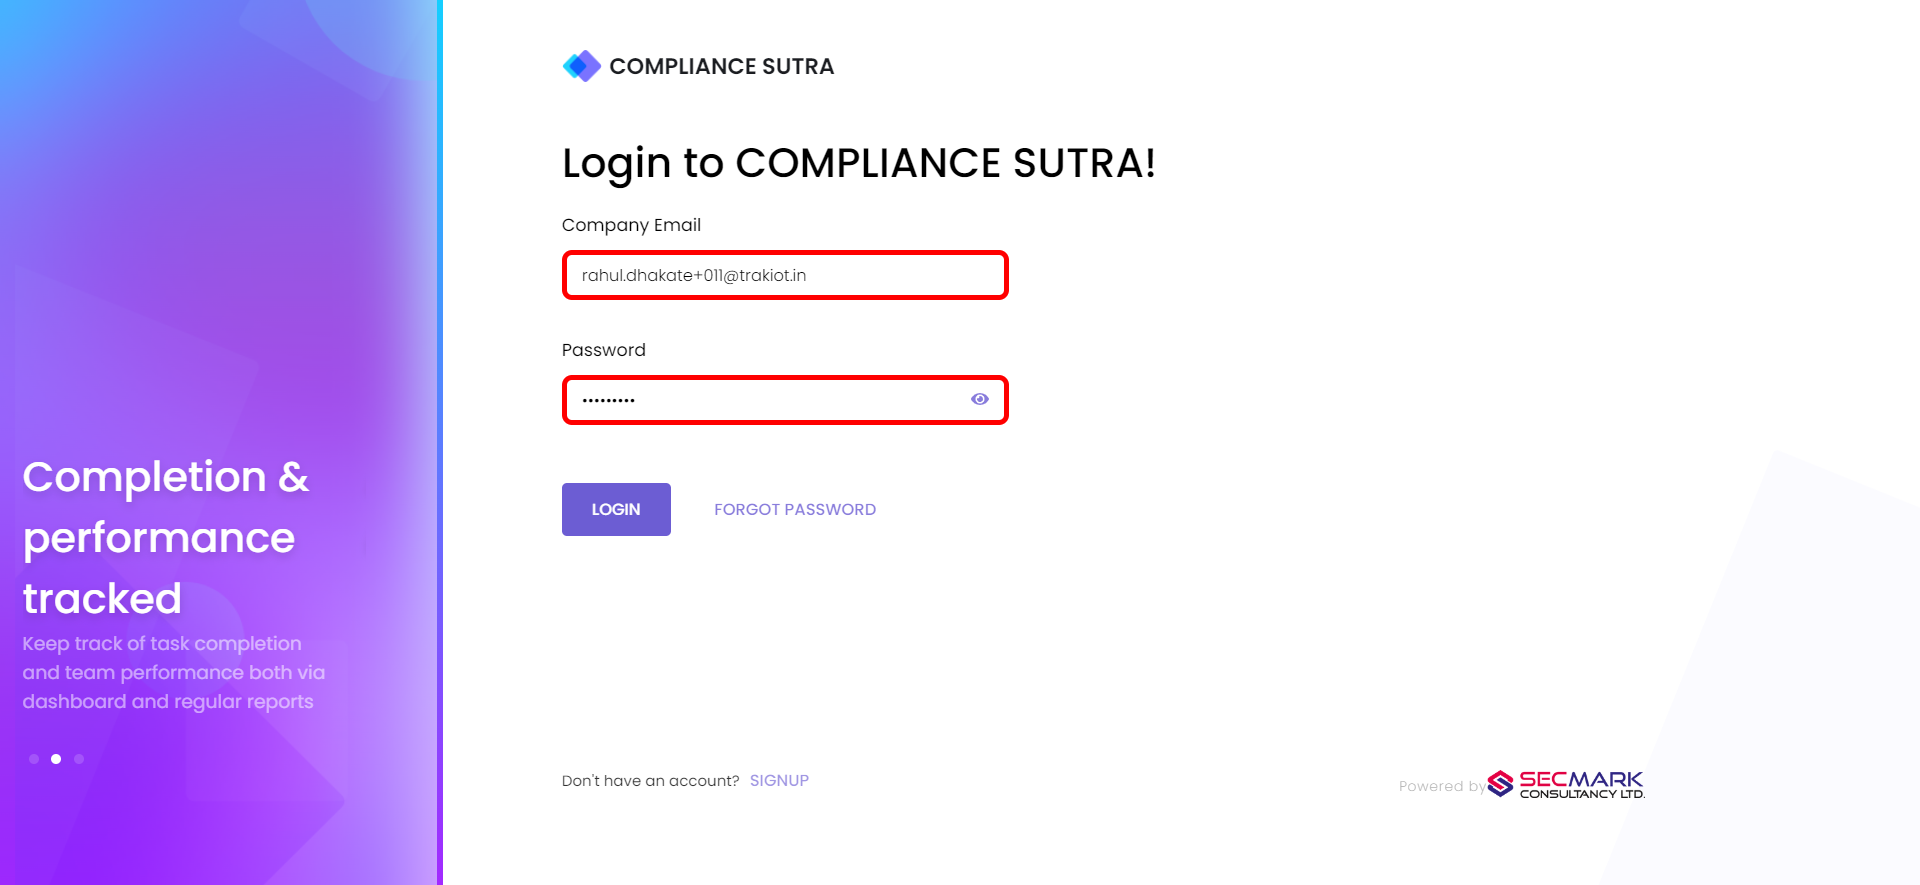 COMPLIANCE SUTRA
Login to COMPLIANCE SUTRA!
Company Email
rahul.dhakate+011@trakiot.in
Password
•••••••••
LOGIN
FORGOT PASSWORD
Don't have an account? SIGNUP
Powered by
SECMARK
CONSULTANCY LTD.
Completion &
performance
tracked
Keep track of task completion
and team performance both via
dashboard and regular reports